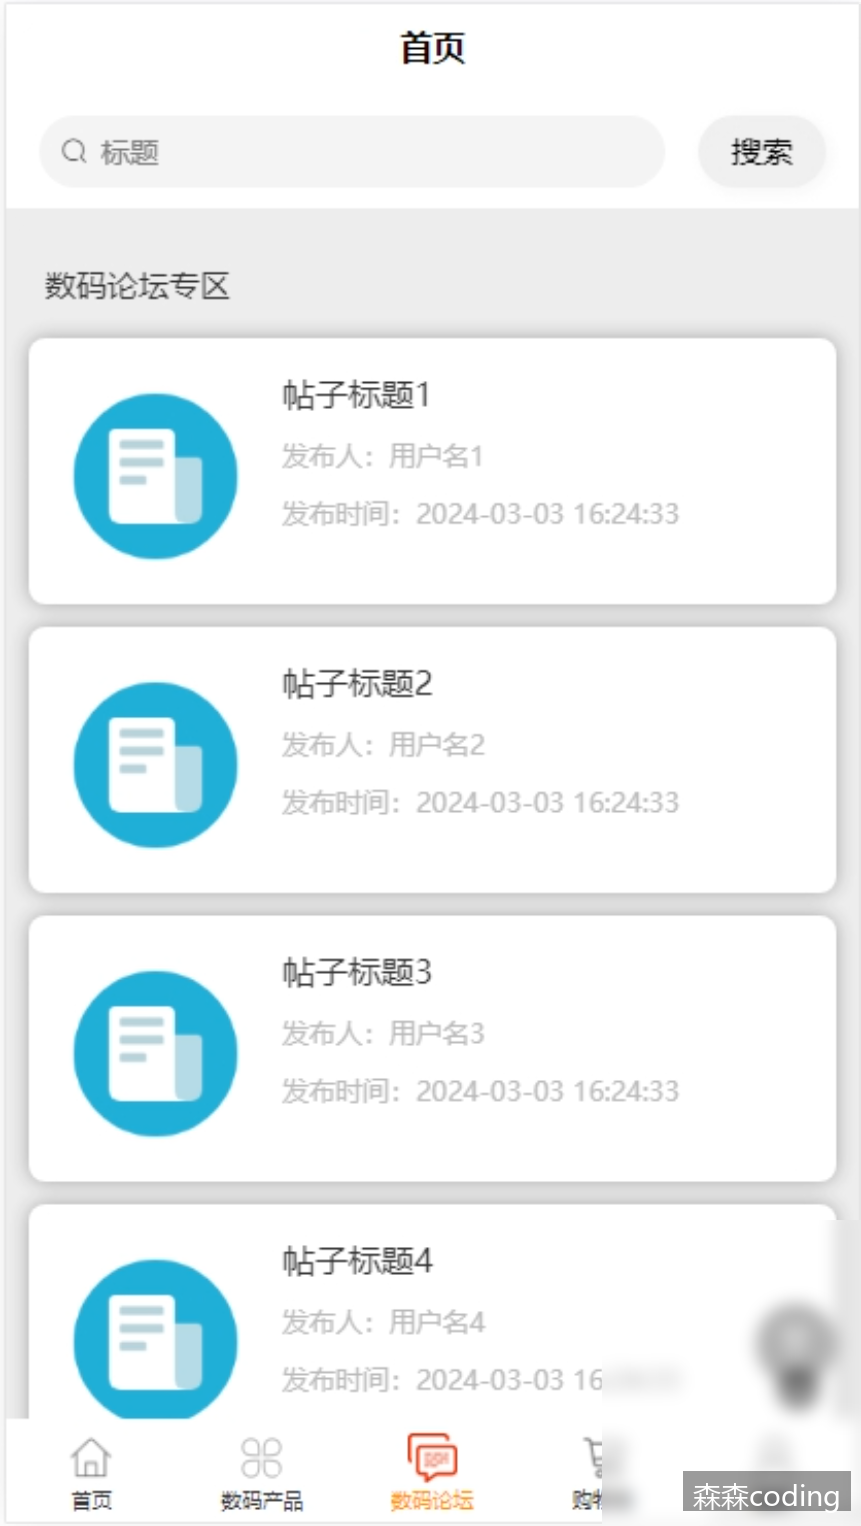 首页
标题
搜索
数码论坛专区
帖子标题1
发布人：用户名1
发布时间：2024-03-03 16:24:33
帖子标题2
发布人：用户名2
发布时间：2024-03-03 16:24:33
帖子标题3
发布人：用户名3
发布时间：2024-03-03 16:24:33
帖子标题4
发布人：用户名4
发布时间：2024-03-03 16
首页
数码产品
数码论坛
购物
森森coding